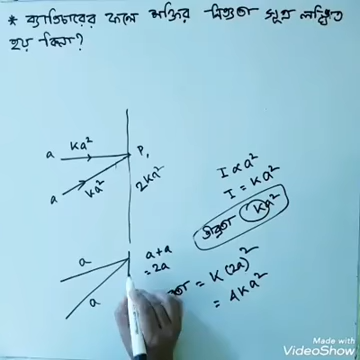 * ব্যাতিচারের ফলে শক্তির নিত্যতা সূত্র লঙ্ঘিত
হয় কিনা?
a Ka²
P₁
a Ka²
2Ka²
I ∝ a²
I = Ka²
তীব্রতা Ka²
a
a
a+a
= 2a
= K(2a)²
= 4Ka²
Made with
VideoShow